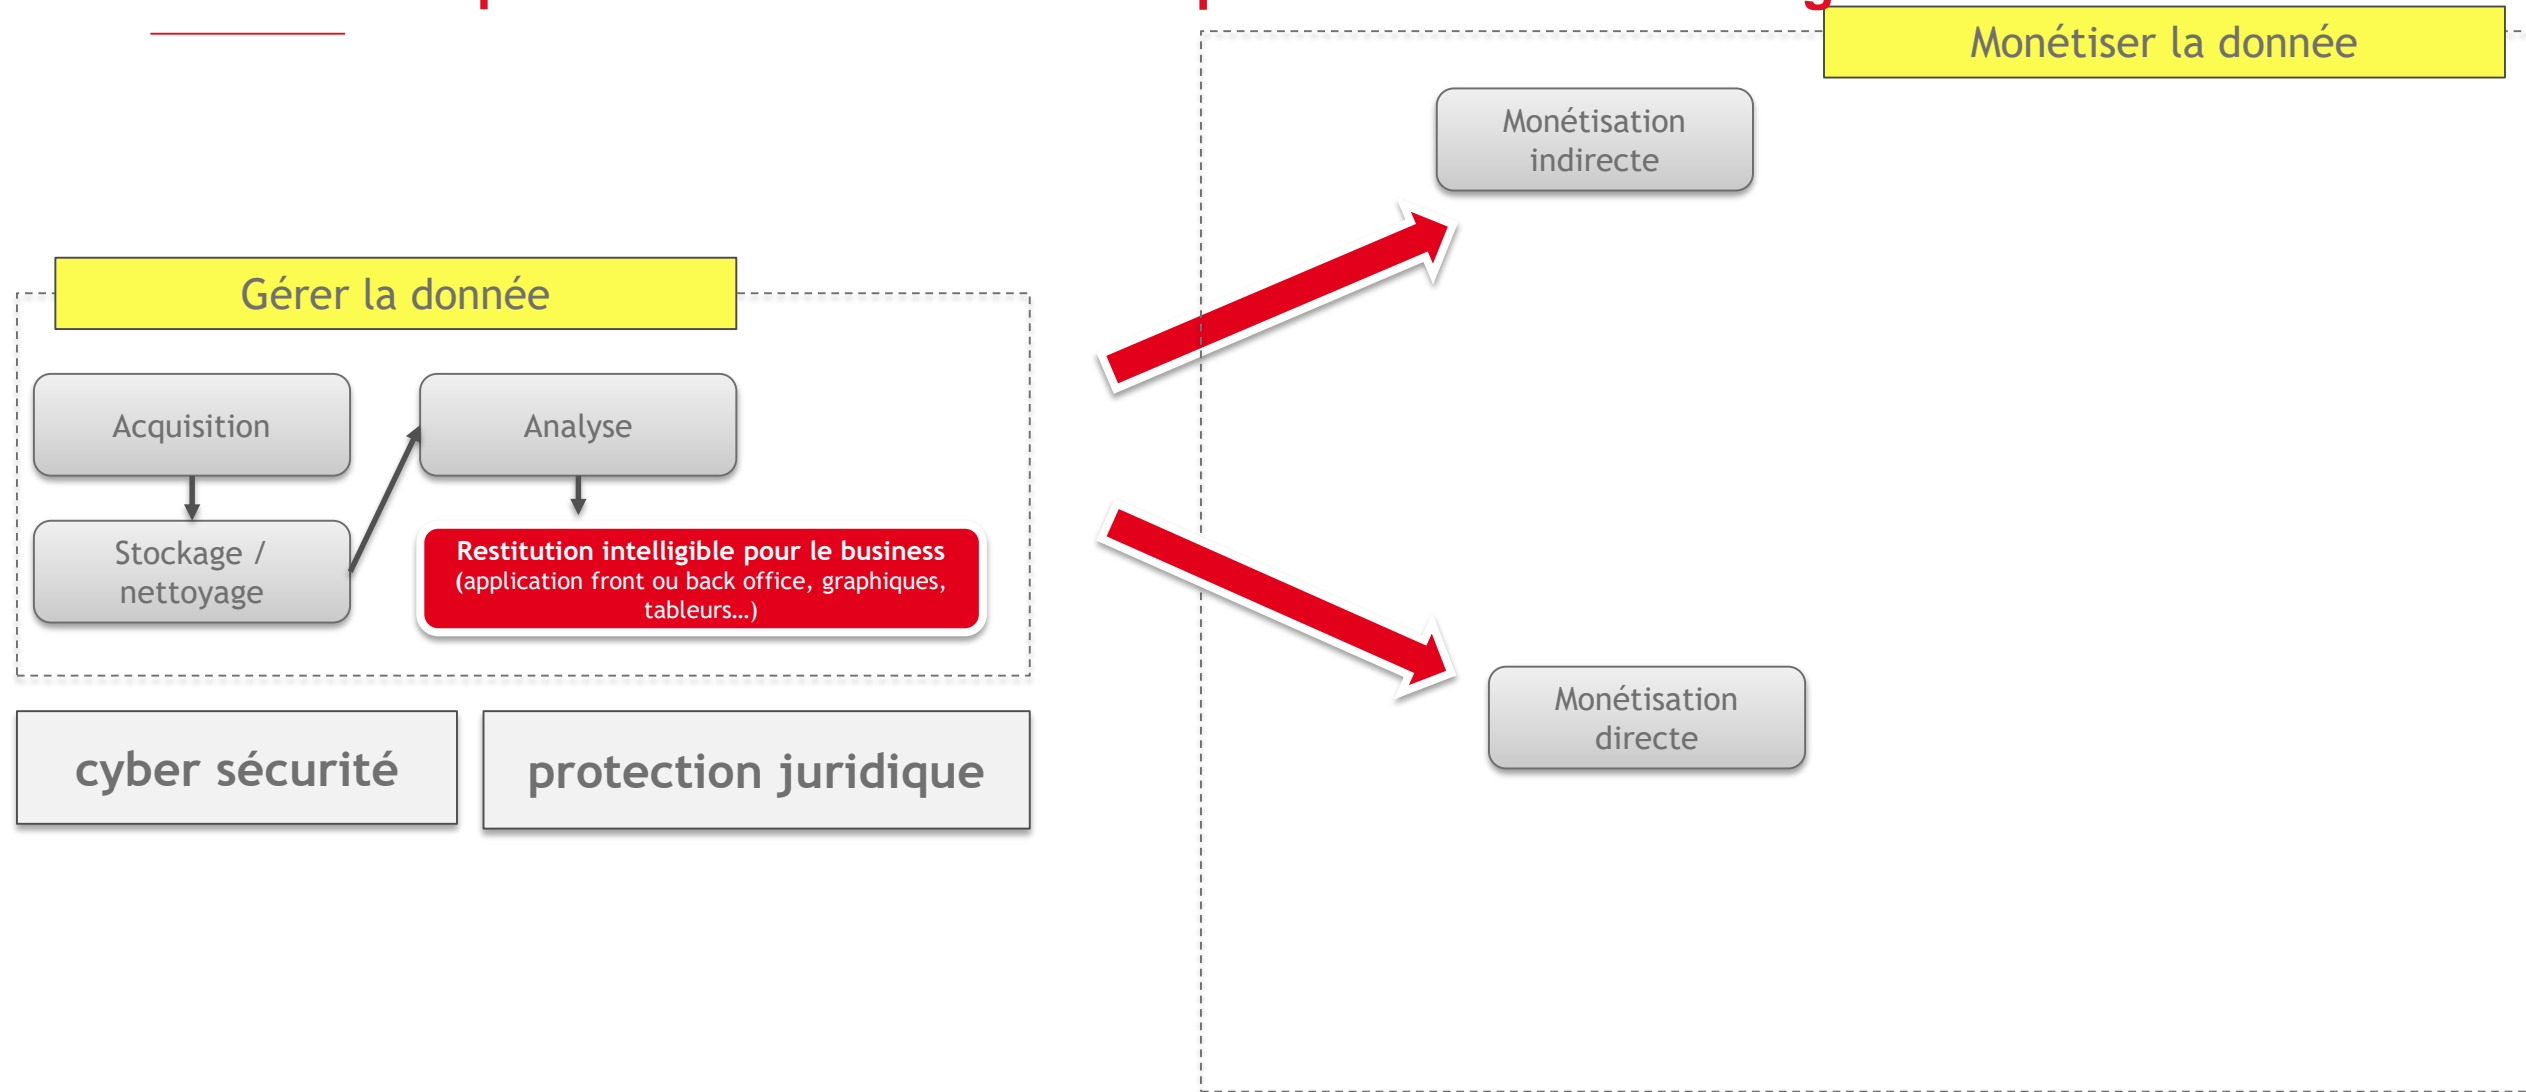 Monétiser la donnée
Monétisation
indirecte
Gérer la donnée
Acquisition
Analyse
Stockage /
nettoyage
Restitution intelligible pour le business
(application front ou back office, graphiques,
tableurs…)
Monétisation
directe
cyber sécurité
protection juridique